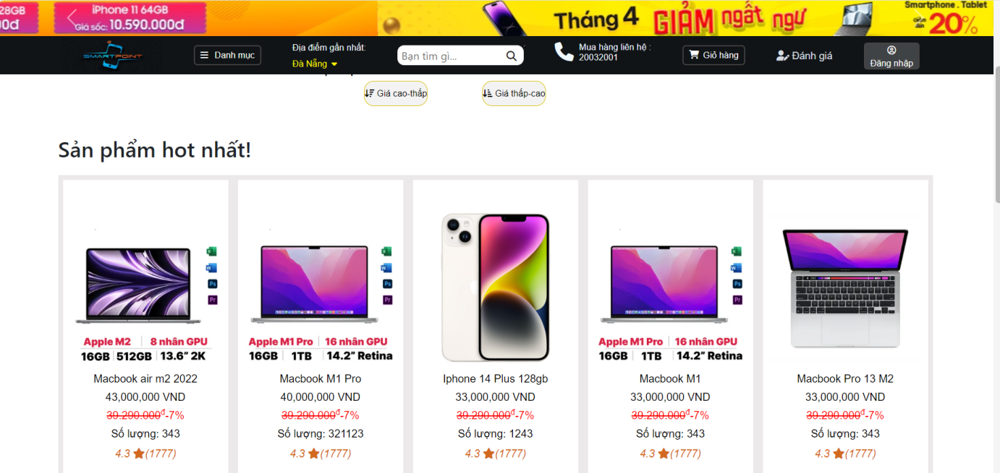 28GB
0đ
iPhone 11 64GB
Giá sốc: 10.590.000đ
Tháng 4 GIẢM ngất ngư
Smartphone . Tablet
giảm đến 20%
SMARTPOINT
Danh mục
Địa điểm gần nhất:
Đà Nẵng
Bạn tìm gì...
Mua hàng liên hệ :
20032001
Giỏ hàng
Đánh giá
Đăng nhập
Giá cao-thấp
Giá thấp-cao
Sản phẩm hot nhất!
Apple M2 | 8 nhân GPU
16GB | 512GB | 13.6” 2K
Macbook air m2 2022
43,000,000 VND
39.290.000đ-7%
Số lượng: 343
4.3 (1777)
Apple M1 Pro | 16 nhân GPU
16GB | 1TB | 14.2” Retina
Macbook M1 Pro
40,000,000 VND
39.290.000đ-7%
Số lượng: 321123
4.3 (1777)
Iphone 14 Plus 128gb
33,000,000 VND
39.290.000đ-7%
Số lượng: 1243
4.3 (1777)
Apple M1 Pro | 16 nhân GPU
16GB | 1TB | 14.2” Retina
Macbook M1
33,000,000 VND
39.290.000đ-7%
Số lượng: 343
4.3 (1777)
Macbook Pro 13 M2
33,000,000 VND
39.290.000đ-7%
Số lượng: 343
4.3 (1777)